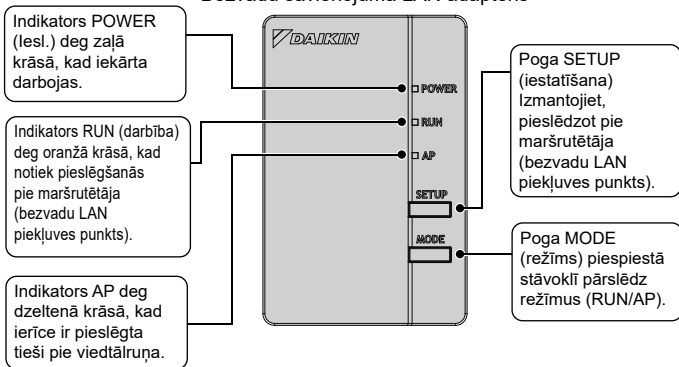 Bezvadu savienojuma LAN adapteris
Indikators POWER
(Iesl.) deg zaļā
krāsā, kad iekārta
darbojas.
Indikators RUN (darbība)
deg oranžā krāsā, kad
notiek pieslēgšanās
pie maršrutētāja
(bezvadu LAN
piekļuves punkts).
Indikators AP deg
dzeltenā krāsā, kad
ierīce ir pieslēgta
tieši pie viedtālruņa.
DAIKIN
POWER
RUN
AP
SETUP
MODE
Poga SETUP
(iestatīšana)
Izmantojiet,
pieslēdzot pie
maršrutētāja
(bezvadu LAN
piekļuves punkts).
Poga MODE
(režīms) piespiestā
stāvoklī pārslēdz
režīmus (RUN/AP).